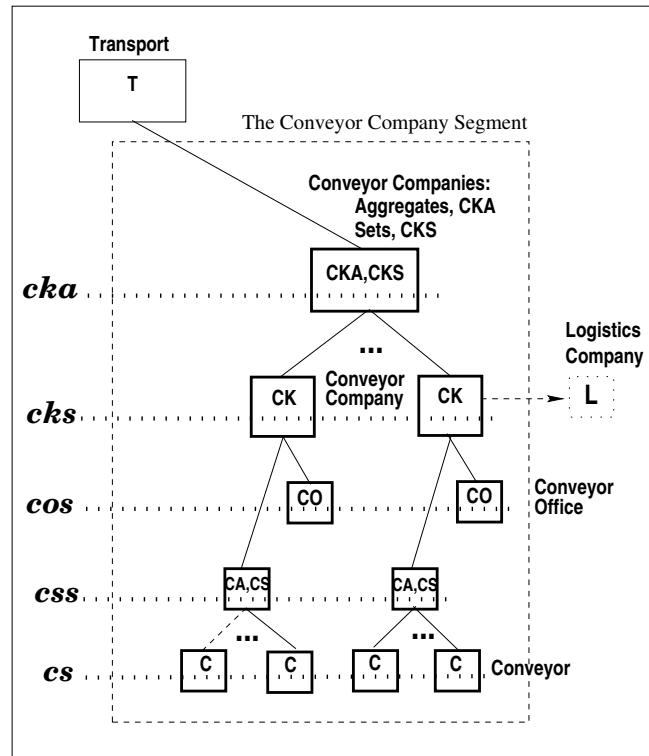 Transport
T
The Conveyor Company Segment
Conveyor Companies:
Aggregates, CKA
Sets, CKS
CKA,CKS
cka
...
Logistics
Company
CK
Conveyor
Company
CK
L
cks
CO
CO
Conveyor
Office
cos
CA,CS
CA,CS
css
...
...
C
C
C
C
Conveyor
cs